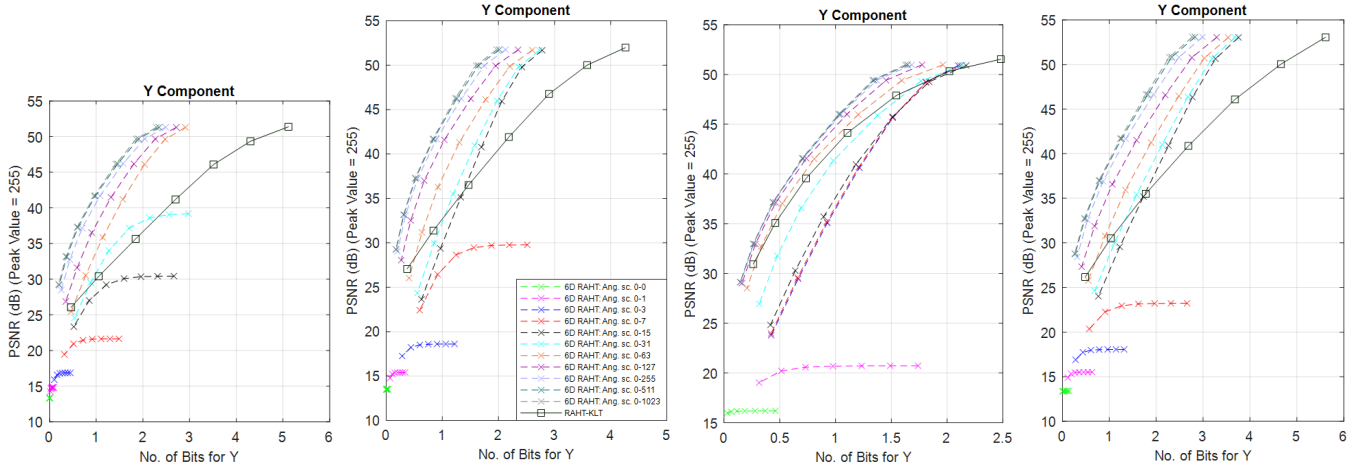 Y Component
PSNR (dB) (Peak Value = 255)
55
50
45
40
35
30
25
20
15
10
0
1
2
3
4
5
6
No. of Bits for Y
Y Component
PSNR (dB) (Peak Value = 255)
55
50
45
40
35
30
25
20
15
10
0
1
2
3
4
5
No. of Bits for Y
6D RAHT: Ang. sc. 0-0
6D RAHT: Ang. sc. 0-1
6D RAHT: Ang. sc. 0-3
6D RAHT: Ang. sc. 0-7
6D RAHT: Ang. sc. 0-15
6D RAHT: Ang. sc. 0-31
6D RAHT: Ang. sc. 0-63
6D RAHT: Ang. sc. 0-127
6D RAHT: Ang. sc. 0-255
6D RAHT: Ang. sc. 0-511
6D RAHT: Ang. sc. 0-1023
RAHT-KLT
Y Component
PSNR (dB) (Peak Value = 255)
55
50
45
40
35
30
25
20
15
0
0.5
1
1.5
2
2.5
No. of Bits for Y
Y Component
PSNR (dB) (Peak Value = 255)
55
50
45
40
35
30
25
20
15
10
0
1
2
3
4
5
6
No. of Bits for Y